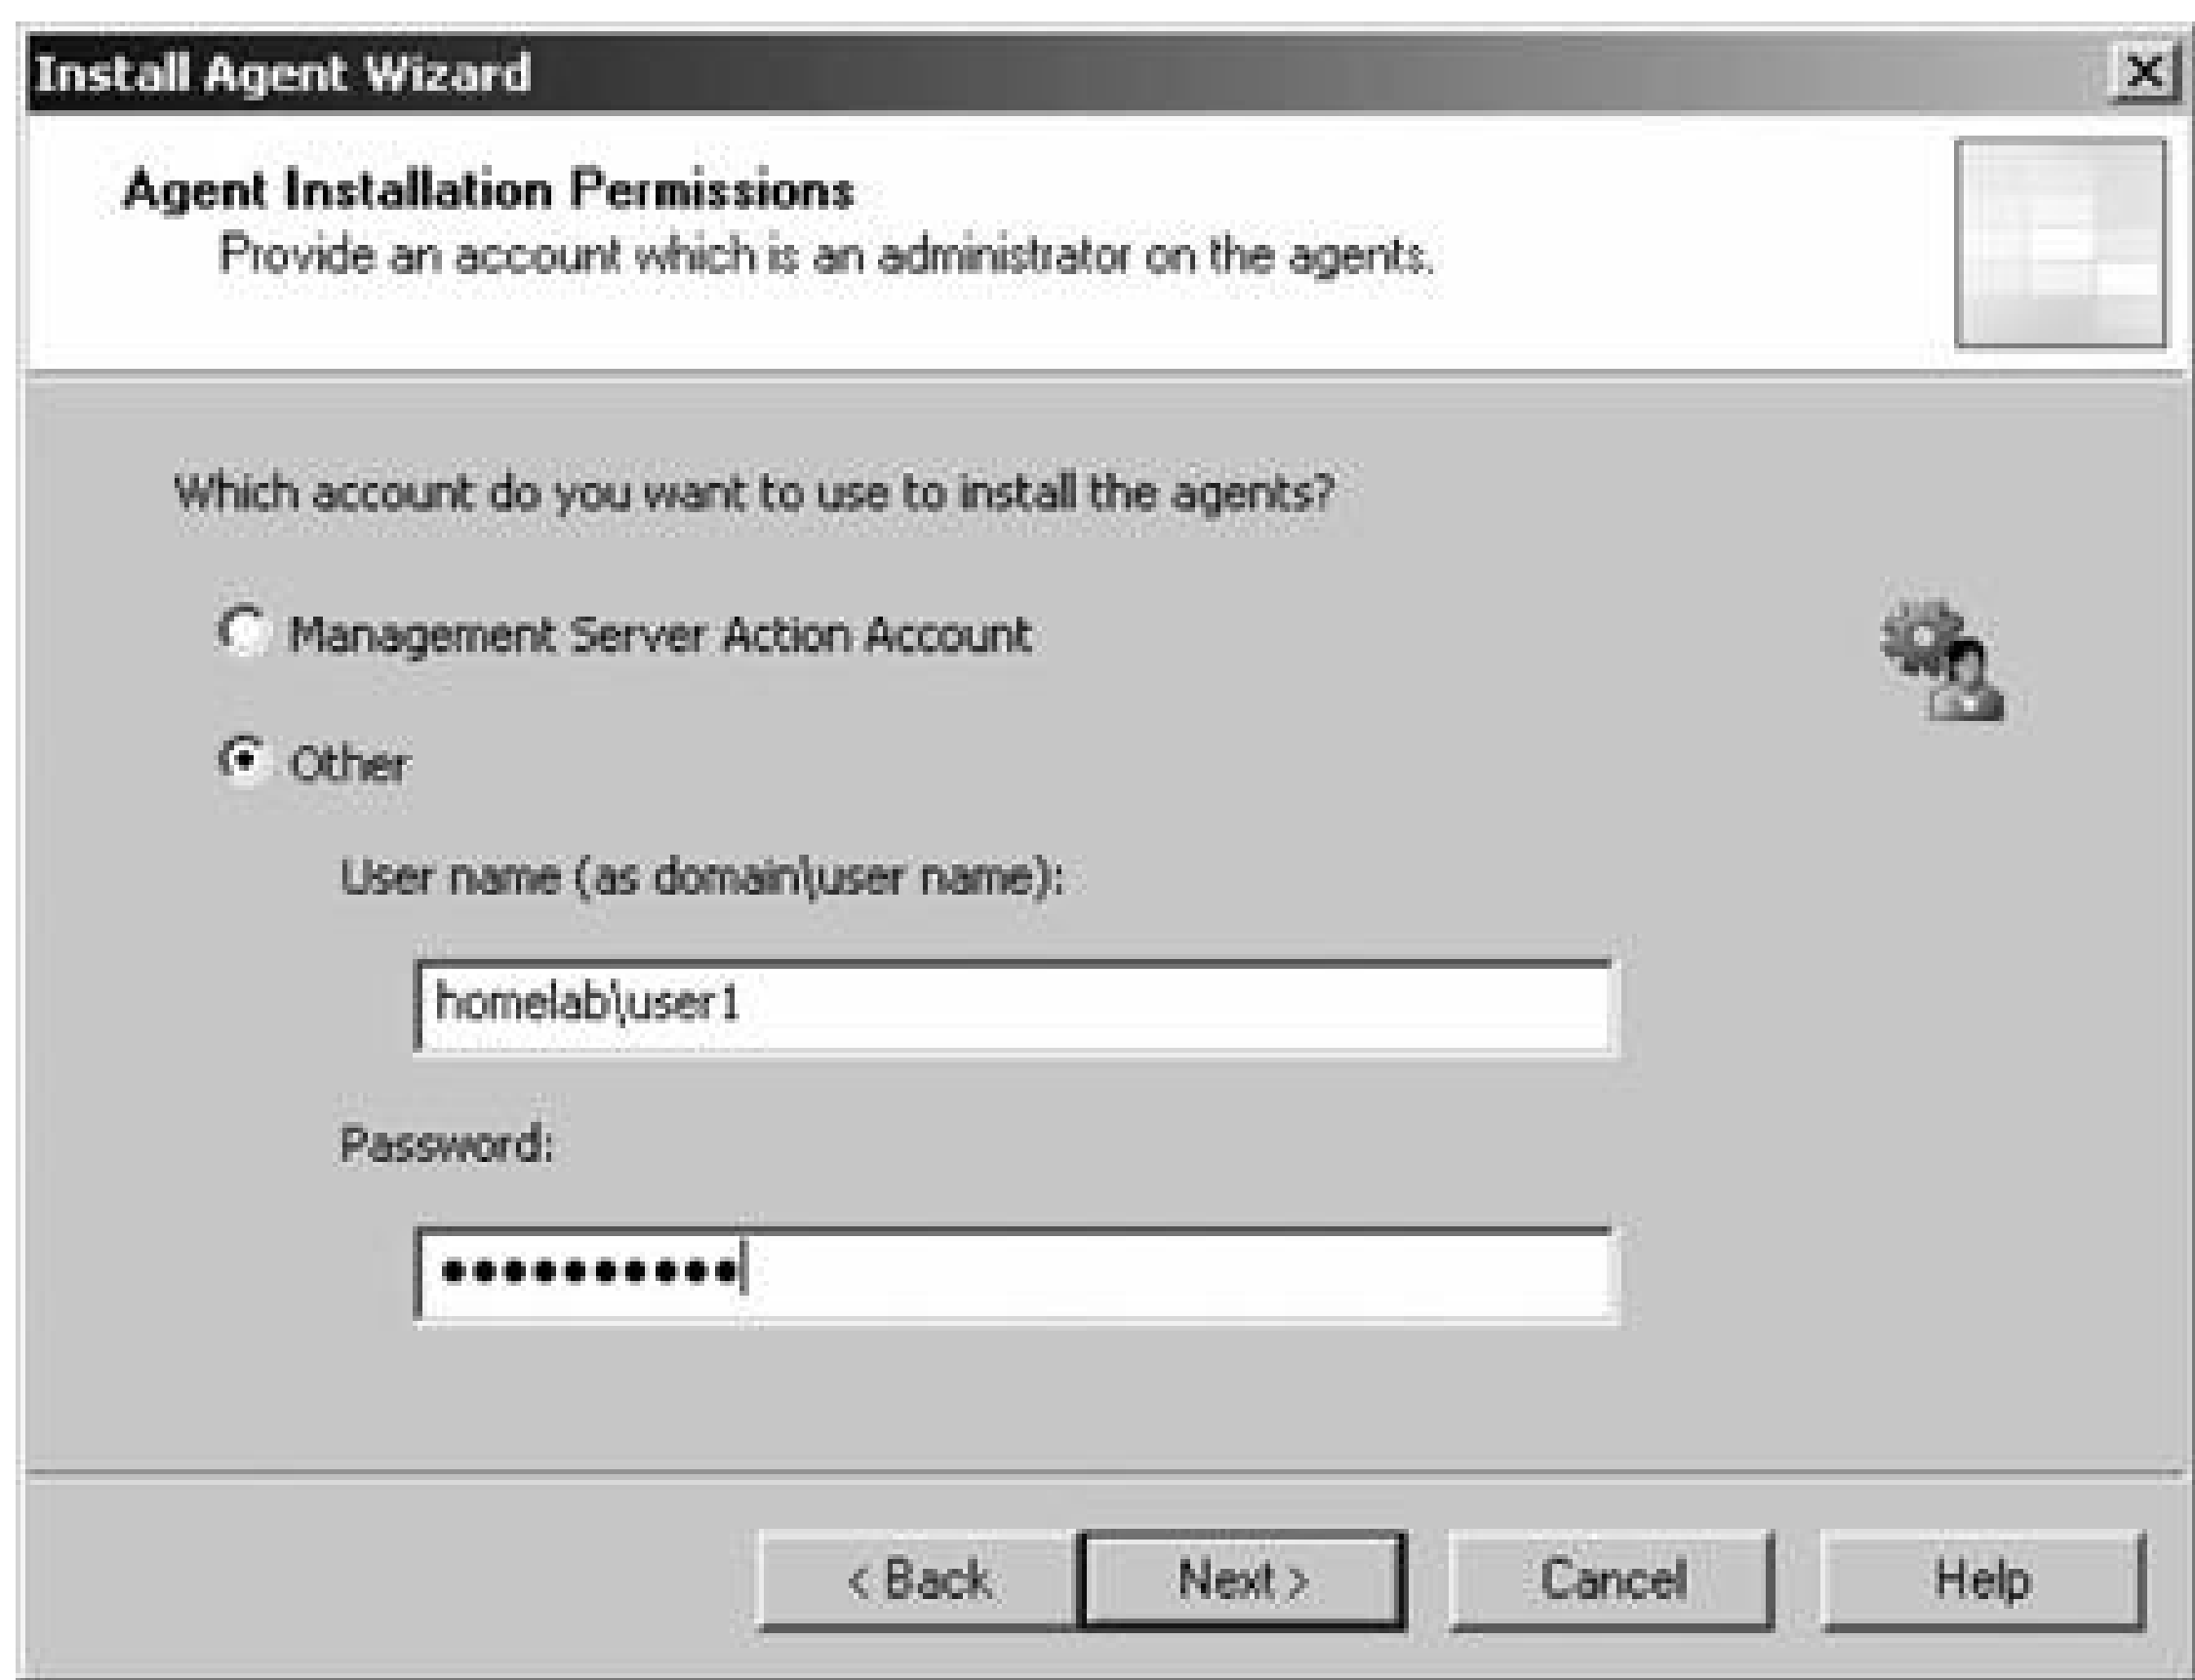 Install Agent Wizard
Agent Installation Permissions
Provide an account which is an administrator on the agents.
Which account do you want to use to install the agents?
Management Server Action Account
Other
User name (as domain\user name):
homelab\user1
Password:
••••••••••
< Back Next > Cancel Help